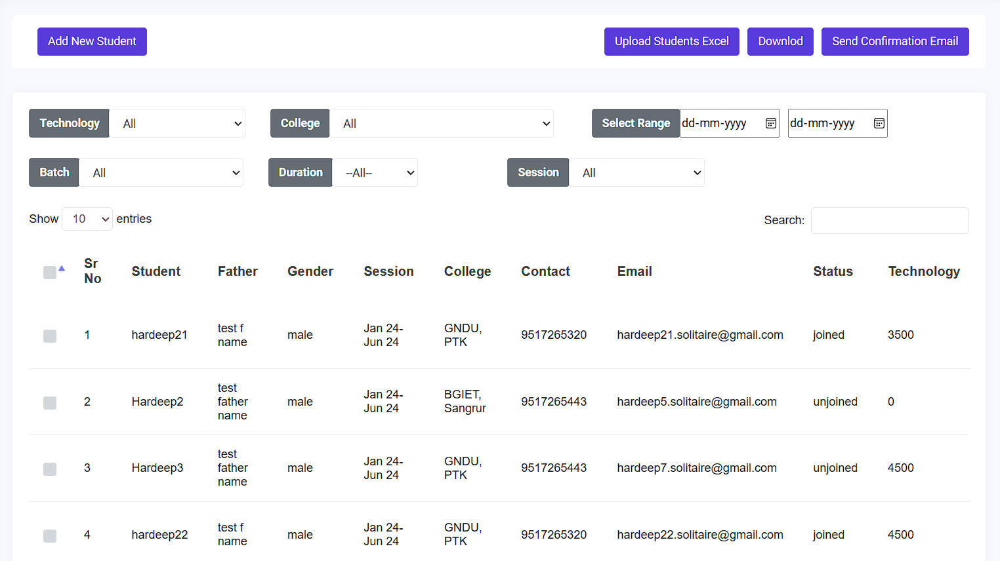 Add New Student Upload Students Excel Downlod Send Confirmation Email
Technology All College All Select Range dd-mm-yyyy dd-mm-yyyy
Batch All Duration --All-- Session All
Show 10 entries Search:
Sr No Student Father Gender Session College Contact Email Status Technology
1 hardeep21 test f name male Jan 24-Jun 24 GNDU, PTK 9517265320 hardeep21.solitaire@gmail.com joined 3500
2 Hardeep2 test father name male Jan 24-Jun 24 BGIET, Sangrur 9517265443 hardeep5.solitaire@gmail.com unjoined 0
3 Hardeep3 test father name male Jan 24-Jun 24 GNDU, PTK 9517265443 hardeep7.solitaire@gmail.com unjoined 4500
4 hardeep22 test f name male Jan 24-Jun 24 GNDU, PTK 9517265320 hardeep22.solitaire@gmail.com joined 4500